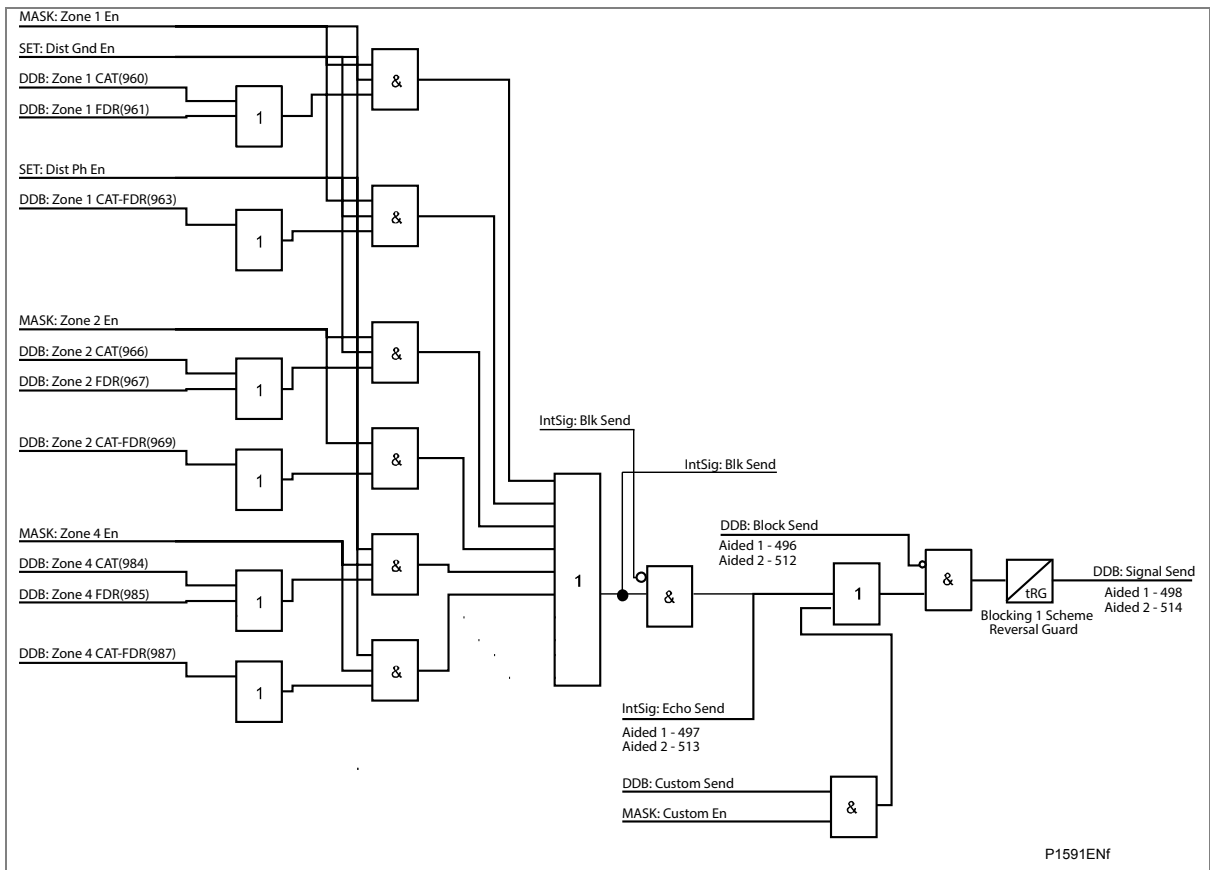 MASK: Zone 1 En
SET: Dist Gnd En
DDB: Zone 1 CAT(960)
DDB: Zone 1 FDR(961)
1
&
SET: Dist Ph En
DDB: Zone 1 CAT-FDR(963)
1
&
MASK: Zone 2 En
DDB: Zone 2 CAT(966)
DDB: Zone 2 FDR(967)
1
&
DDB: Zone 2 CAT-FDR(969)
1
&
MASK: Zone 4 En
DDB: Zone 4 CAT(984)
DDB: Zone 4 FDR(985)
1
&
DDB: Zone 4 CAT-FDR(987)
1
&
1
IntSig: Blk Send
IntSig: Blk Send
&
DDB: Block Send
Aided 1 - 496
Aided 2 - 512
1
&
tRG
Blocking 1 Scheme
Reversal Guard
DDB: Signal Send
Aided 1 - 498
Aided 2 - 514
IntSig: Echo Send
Aided 1 - 497
Aided 2 - 513
DDB: Custom Send
MASK: Custom En
&
P1591ENf